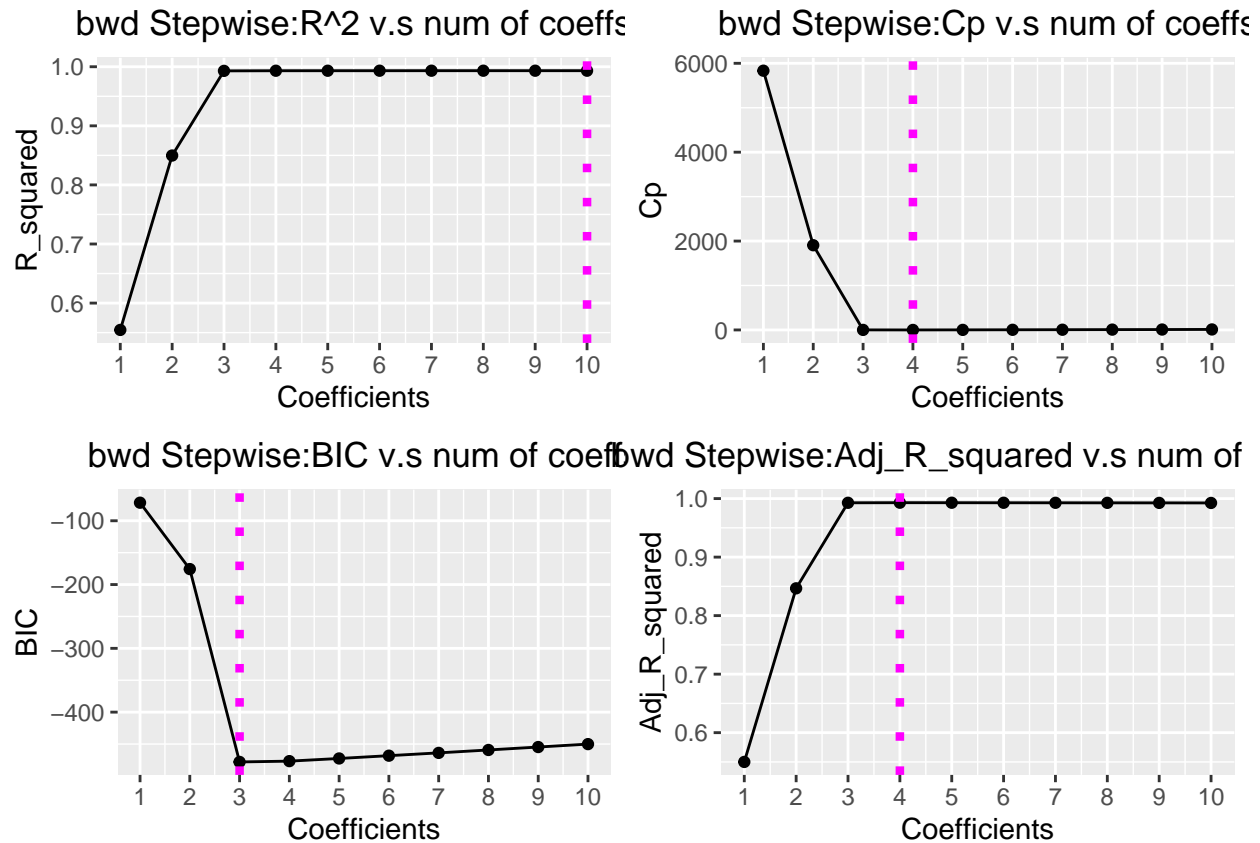 bwd Stepwise:R^2 v.s num of coeffs
1.0
0.9
0.8
0.7
0.6
R_squared
1 2 3 4 5 6 7 8 9 10
Coefficients
bwd Stepwise:Cp v.s num of coeffs
6000
4000
2000
0
Cp
1 2 3 4 5 6 7 8 9 10
Coefficients
bwd Stepwise:BIC v.s num of coeff
−100
−200
−300
−400
BIC
1 2 3 4 5 6 7 8 9 10
Coefficients
bwd Stepwise:Adj_R_squared v.s num of
1.0
0.9
0.8
0.7
0.6
Adj_R_squared
1 2 3 4 5 6 7 8 9 10
Coefficients